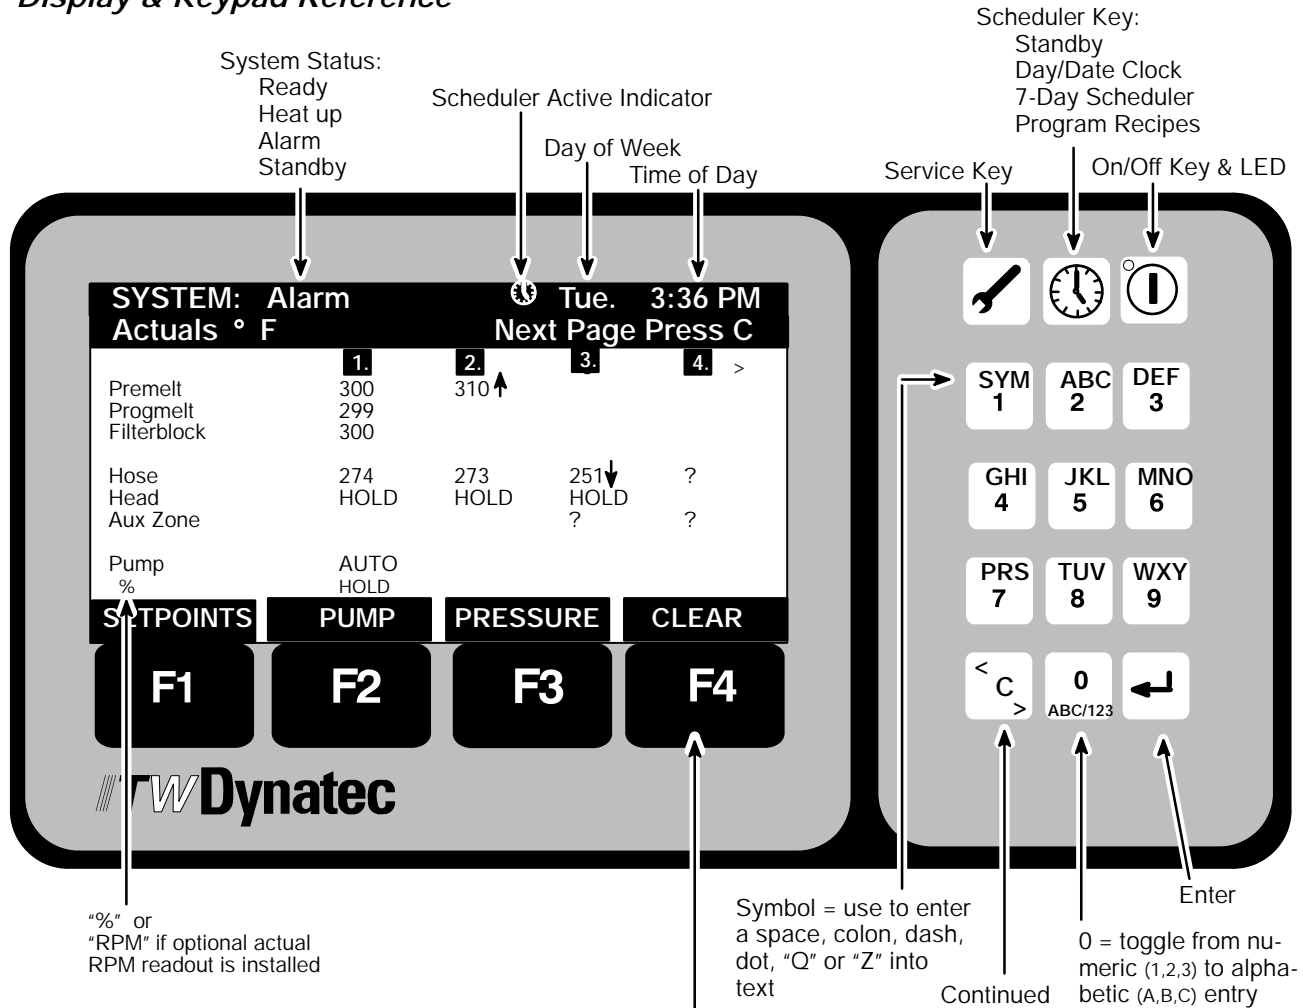 Display & Keypad Reference
System Status:
Ready
Heat up
Alarm
Standby
Scheduler Active Indicator
Day of Week
Time of Day
Scheduler Key:
Standby
Day/Date Clock
7-Day Scheduler
Program Recipes
Service Key
On/Off Key & LED
SYSTEM: Alarm Tue. 3:36 PM
Actuals ° F Next Page Press C
1. 2. 3. 4. >
Premelt 300 310
Progmelt 299
Filterblock 300
Hose 274 273 251 ?
Head HOLD HOLD HOLD
Aux Zone ? ?
Pump AUTO
% HOLD
SETPOINTS PUMP PRESSURE CLEAR
F1 F2 F3 F4
ITW Dynatec
SYM ABC DEF
1 2 3
GHI JKL MNO
4 5 6
PRS TUV WXY
7 8 9
< C > 0
ABC/123
"%" or
"RPM" if optional actual
RPM readout is installed
Symbol = use to enter
a space, colon, dash,
dot, "Q" or "Z" into
text
Continued
Enter
0 = toggle from nu-
meric (1,2,3) to alpha-
betic (A,B,C) entry